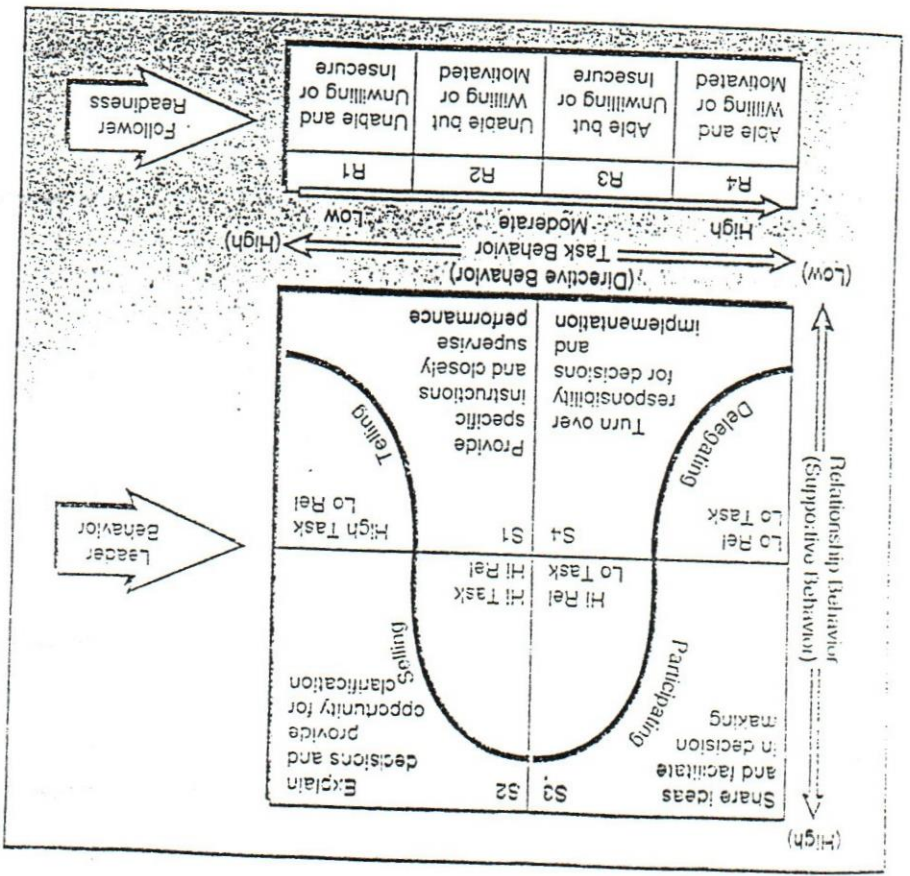 (High)
Share ideas
and facilitate
in decision
making
S3
S2
Explain
decisions and
provide
opportunity for
clarification
Participating
Selling
Relationship Behavior
(Supportive Behavior)
Hi Rel
Lo Task
Hi Task
Hi Rel
Lo Rel
Lo Task
S4
S1
High Task
Lo Rel
Leader
Behavior
Delegating
Turn over
responsibility
for decisions
and
implementation
Provide
specific
instructions
and closely
supervise
performance
Telling
(Directive Behavior)
(Low)
Task Behavior
(High)
High
Moderate
Low
R4
R3
R2
R1
Able and
Willing or
Motivated
Able but
Unwilling or
Insecure
Unable but
Willing or
Motivated
Unable and
Unwilling or
Insecure
Follower
Readiness